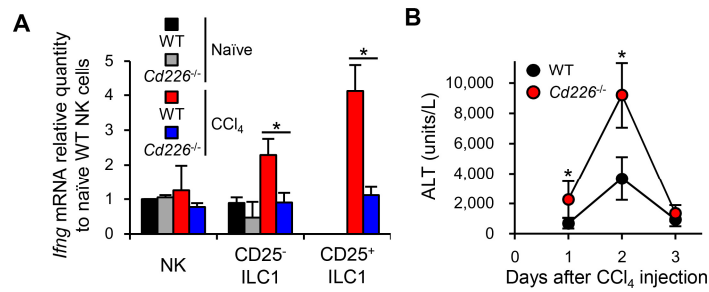 A
Ifng mRNA relative quantity
to naïve WT NK cells
WT
Cd226-/-
Naïve
WT
Cd226-/-
CCl4
5
4
3
2
1
0
*
*
NK
CD25-
ILC1
CD25+
ILC1
B
WT
Cd226-/-
ALT (units/L)
10,000
8,000
6,000
4,000
2,000
0
*
*
0 1 2 3
Days after CCl4 injection